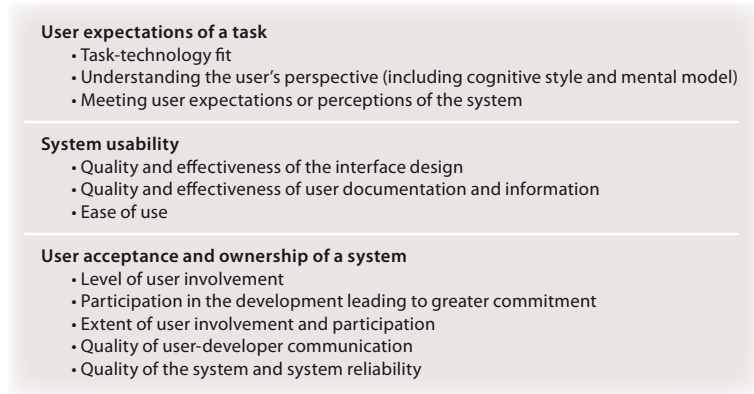 User expectations of a task
• Task-technology fit
• Understanding the user's perspective (including cognitive style and mental model)
• Meeting user expectations or perceptions of the system
System usability
• Quality and effectiveness of the interface design
• Quality and effectiveness of user documentation and information
• Ease of use
User acceptance and ownership of a system
• Level of user involvement
• Participation in the development leading to greater commitment
• Extent of user involvement and participation
• Quality of user-developer communication
• Quality of the system and system reliability